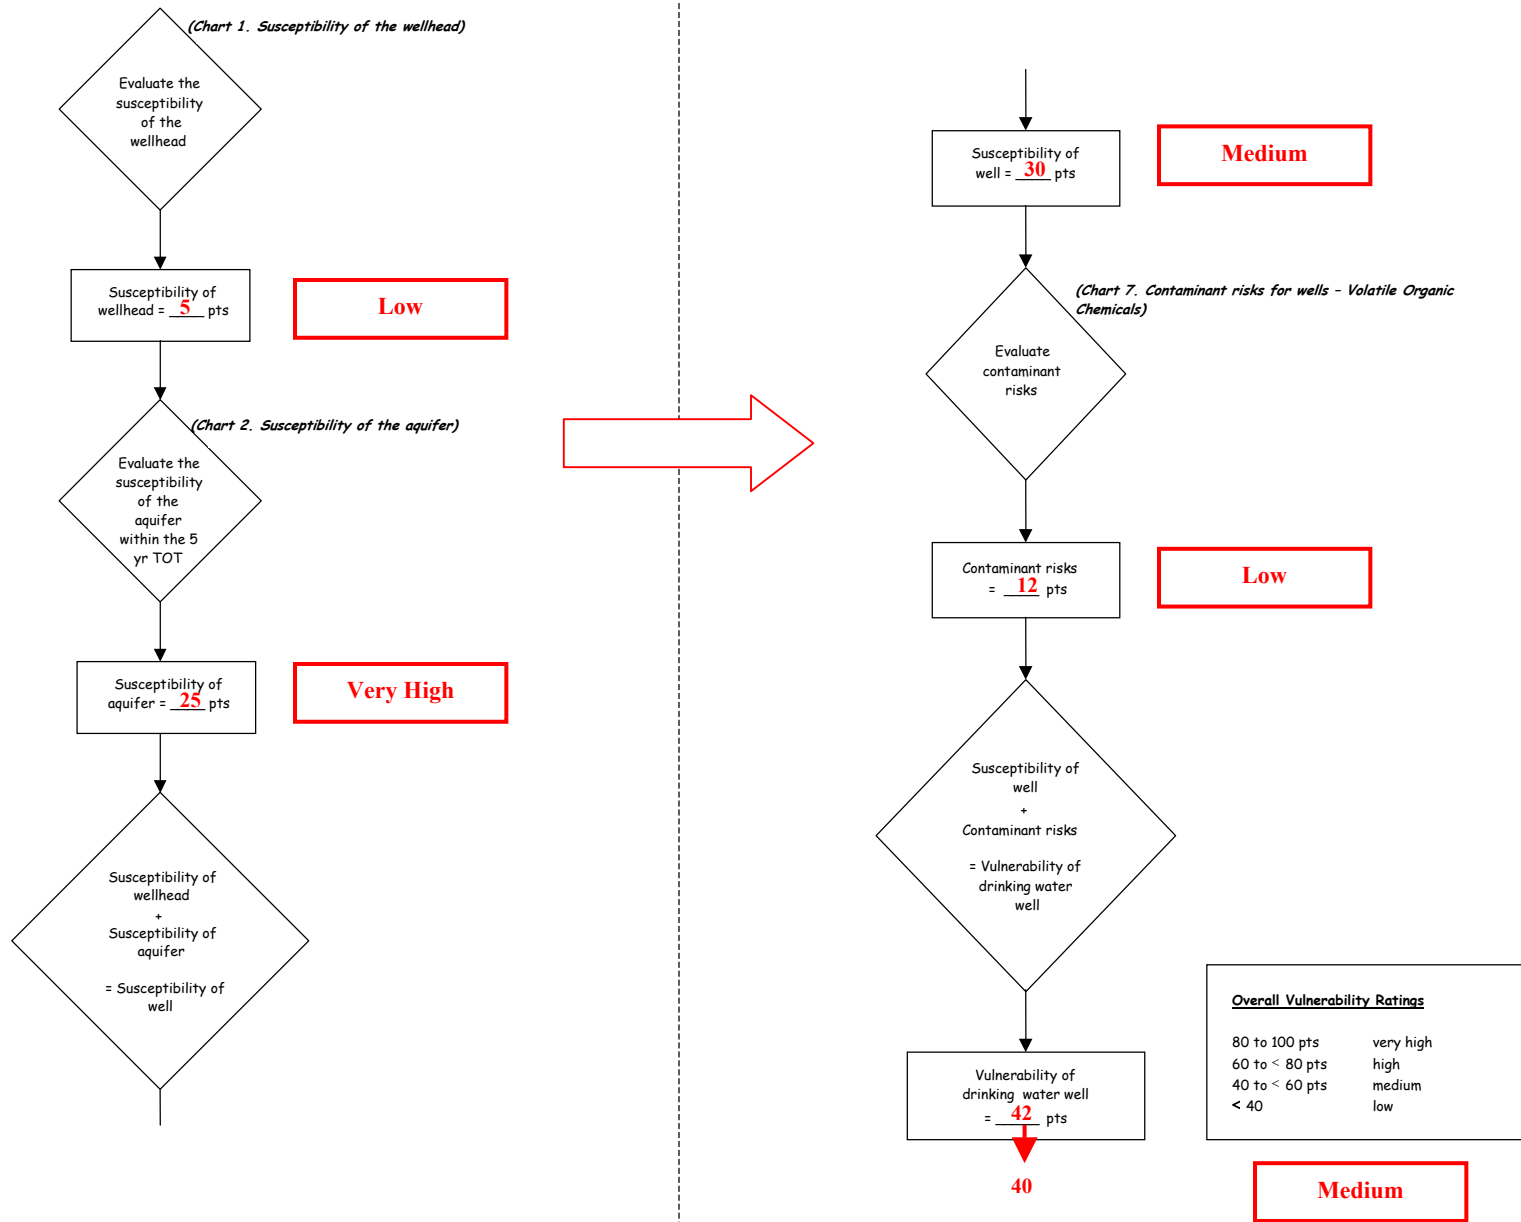 (Chart 1. Susceptibility of the wellhead)
Evaluate the
susceptibility
of the
wellhead
Susceptibility of
wellhead = 5 pts
Low
(Chart 2. Susceptibility of the aquifer)
Evaluate the
susceptibility
of the
aquifer
within the 5
yr TOT
Susceptibility of
aquifer = 25 pts
Very High
Susceptibility of
wellhead
+
Susceptibility of
aquifer
= Susceptibility of
well
Susceptibility of
well = 30 pts
Medium
(Chart 7. Contaminant risks for wells – Volatile Organic
Chemicals)
Evaluate
contaminant
risks
Contaminant risks
= 12 pts
Low
Susceptibility of
well
+
Contaminant risks
= Vulnerability of
drinking water
well
Vulnerability of
drinking water well
= 42 pts
40
Overall Vulnerability Ratings
80 to 100 pts very high
60 to < 80 pts high
40 to < 60 pts medium
< 40 low
Medium